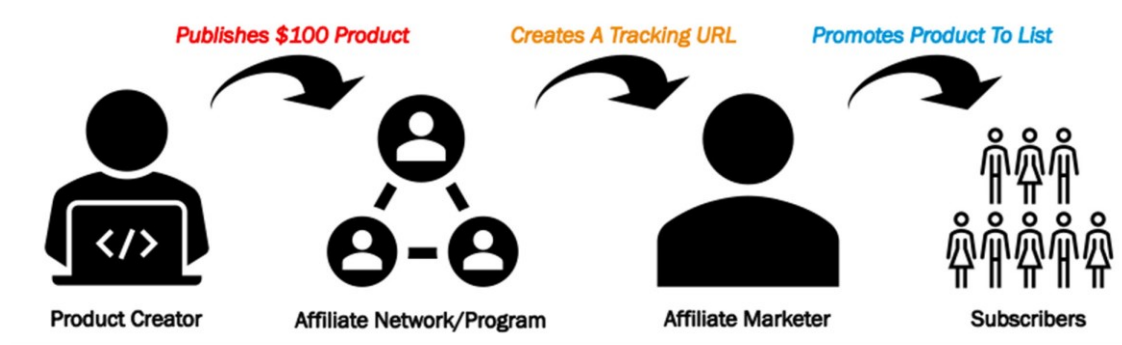 Publishes $100 Product
Creates A Tracking URL
Promotes Product To List
</>
Product Creator
Affiliate Network/Program
Affiliate Marketer
Subscribers